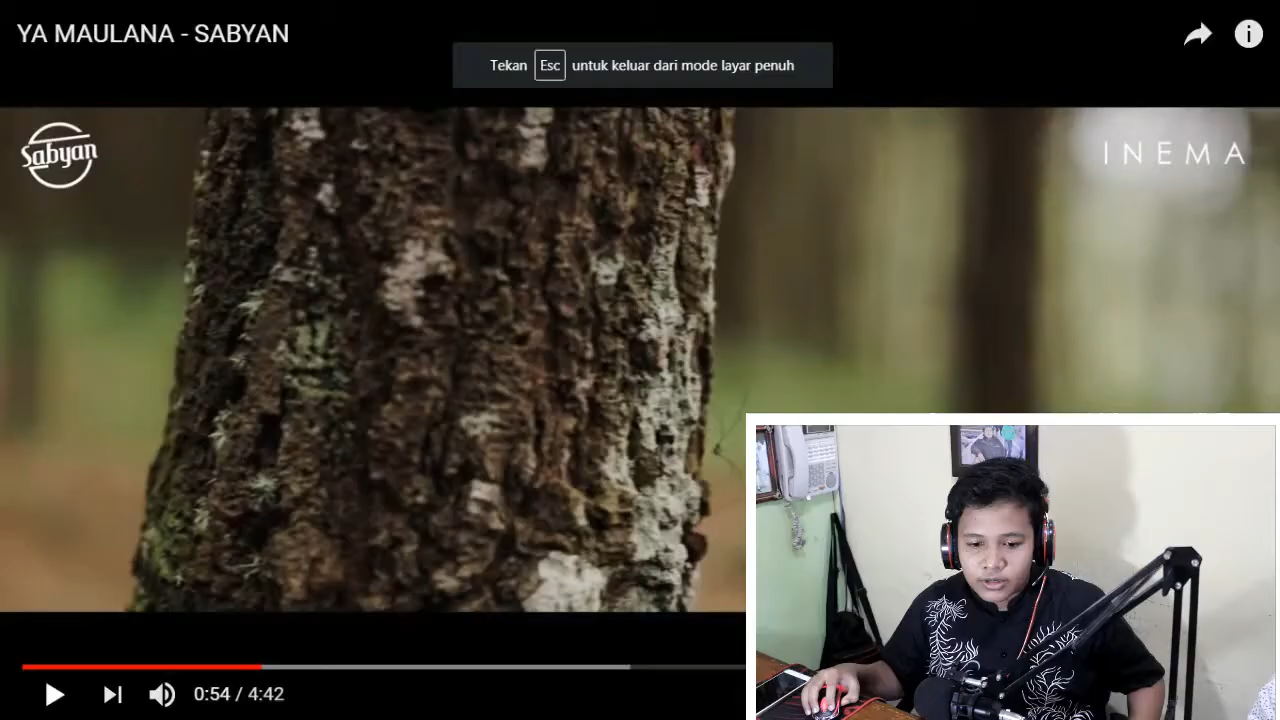 YA MAULANA - SABYAN
Tekan Esc untuk keluar dari mode layar penuh
Sabyan
INEMA
0:54 / 4:42